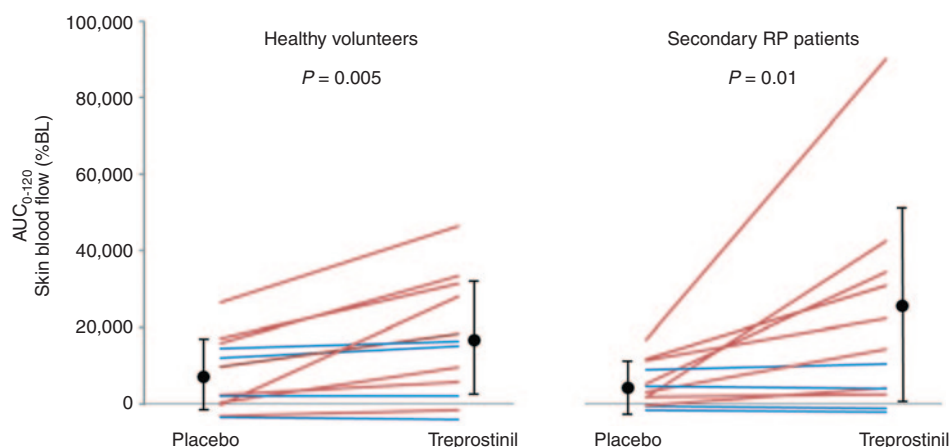 100,000
80,000
60,000
40,000
20,000
0
AUC0-120
Skin blood flow (%BL)
Healthy volunteers
P = 0.005
Placebo
Treprostinil
Secondary RP patients
P = 0.01
Placebo
Treprostinil